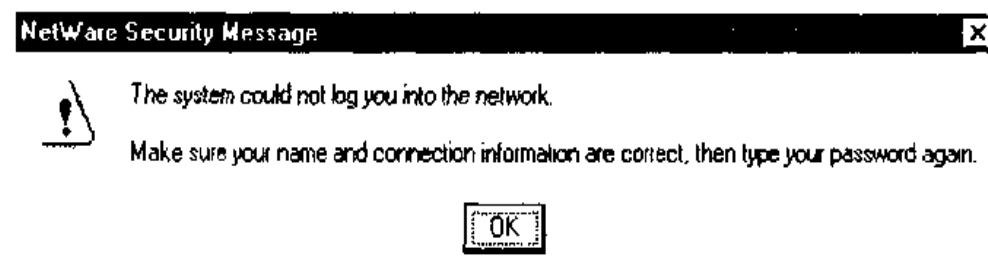 NetWare Security Message
The system could not log you into the network.
Make sure your name and connection information are correct, then type your password again.
OK